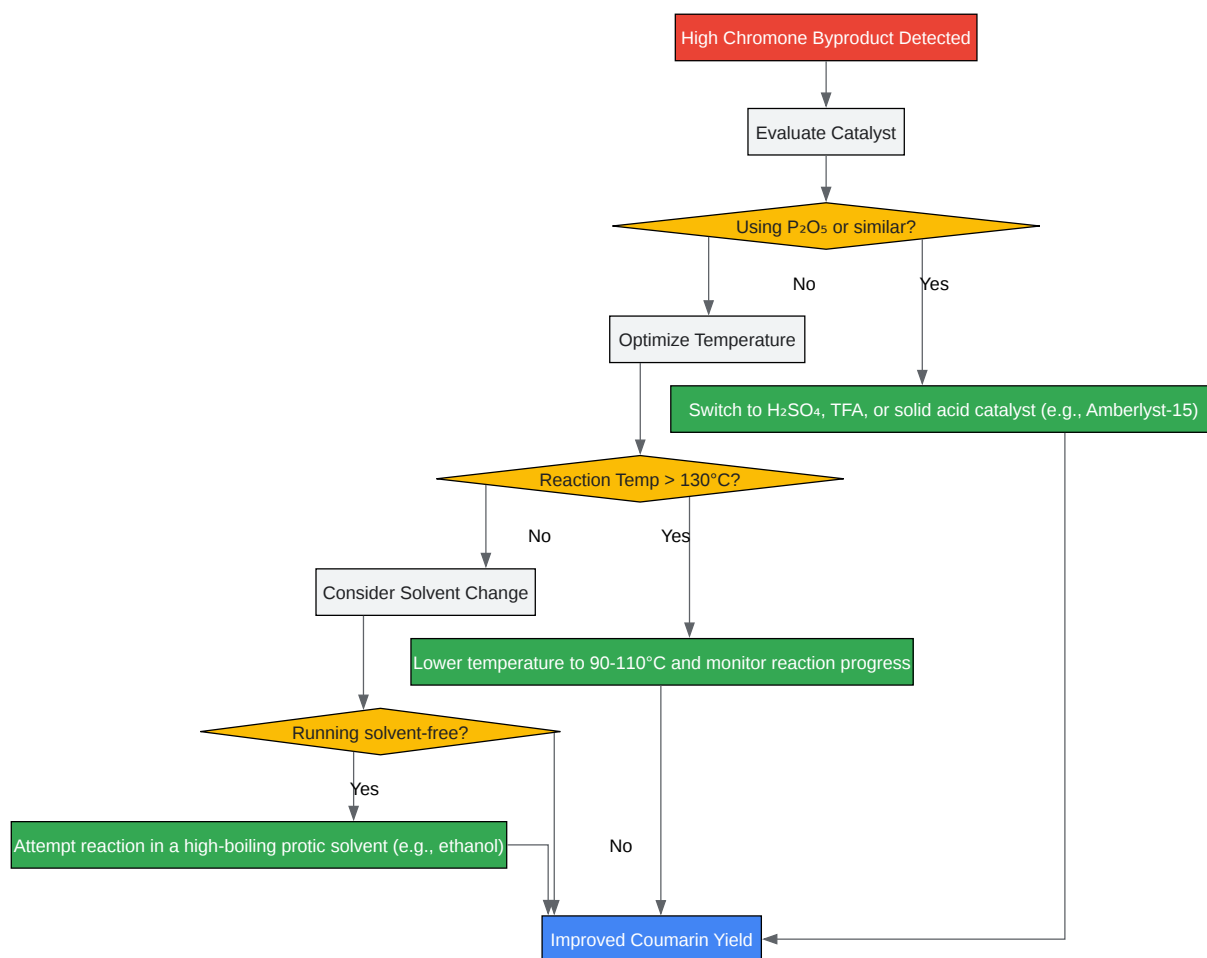 High Chromone Byproduct Detected
Evaluate Catalyst
Using P₂O₅ or similar?
No
Yes
Optimize Temperature
Switch to H₂SO₄, TFA, or solid acid catalyst (e.g., Amberlyst-15)
Reaction Temp > 130°C?
No
Yes
Consider Solvent Change
Lower temperature to 90-110°C and monitor reaction progress
Running solvent-free?
Yes
Attempt reaction in a high-boiling protic solvent (e.g., ethanol)
No
Improved Coumarin Yield